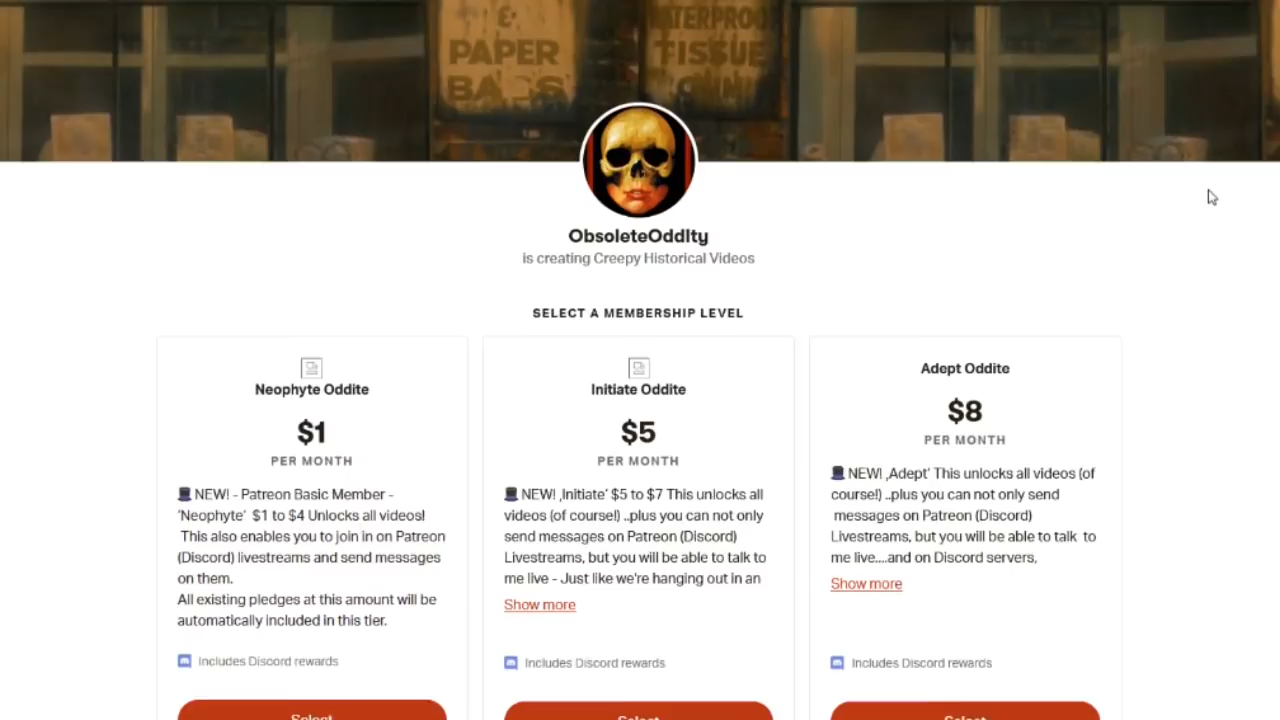 &
PAPER
BAGS
WATERPROOF
TISSUE
ObsoleteOddity
is creating Creepy Historical Videos
SELECT A MEMBERSHIP LEVEL
Neophyte Oddite
$1
PER MONTH
NEW! - Patreon Basic Member -
'Neophyte'  $1 to $4 Unlocks all videos!
This also enables you to join in on Patreon
(Discord) livestreams and send messages
on them.
All existing pledges at this amount will be
automatically included in this tier.
Includes Discord rewards
Select
Initiate Oddite
$5
PER MONTH
NEW! ,Initiate' $5 to $7 This unlocks all
videos (of course!) ..plus you can not only
send messages on Patreon (Discord)
Livestreams, but you will be able to talk to
me live - Just like we're hanging out in an
Show more
Includes Discord rewards
Select
Adept Oddite
$8
PER MONTH
NEW! ,Adept' This unlocks all videos (of
course!) ..plus you can not only send
messages on Patreon (Discord)
Livestreams, but you will be able to talk  to
me live....and on Discord servers,
Show more
Includes Discord rewards
Select